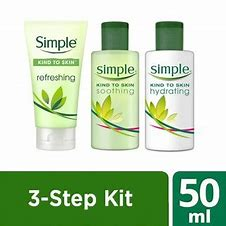 Simple
KIND TO SKIN
refreshing
simple
KIND TO SKIN
soothing
simple
KIND TO SKIN
hydrating
3-Step Kit
50
ml